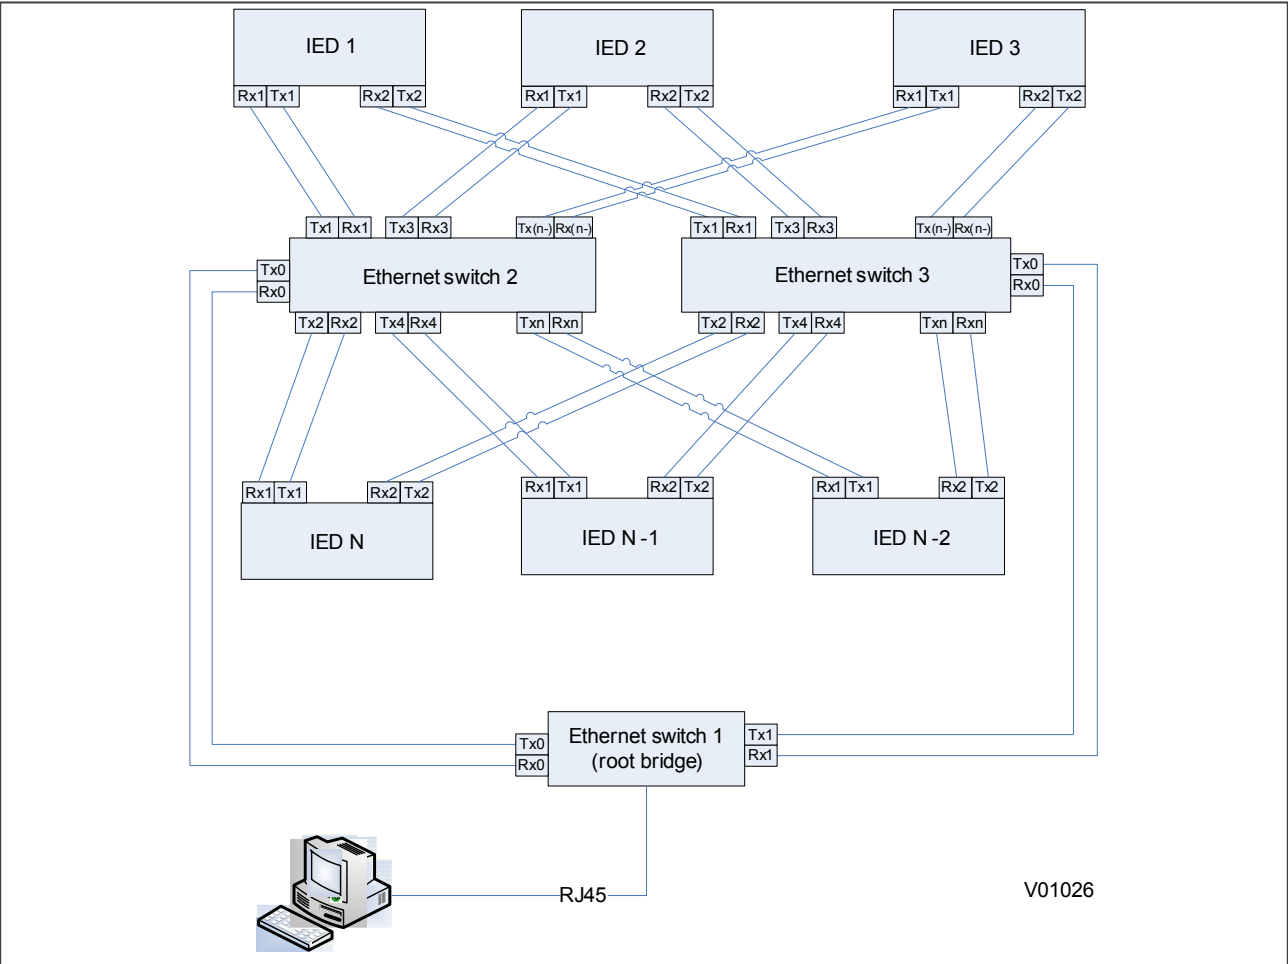 IED 1
IED 2
IED 3
Rx1 Tx1
Rx2 Tx2
Rx1 Tx1
Rx2 Tx2
Rx1 Tx1
Rx2 Tx2
Tx1 Rx1
Tx3 Rx3
Tx(n-) Rx(n-)
Tx1 Rx1
Tx3 Rx3
Tx(n-) Rx(n-)
Tx0
Rx0
Ethernet switch 2
Ethernet switch 3
Tx0
Rx0
Tx2 Rx2
Tx4 Rx4
Txn Rxn
Tx2 Rx2
Tx4 Rx4
Txn Rxn
Rx1 Tx1
Rx2 Tx2
Rx1 Tx1
Rx2 Tx2
Rx1 Tx1
Rx2 Tx2
IED N
IED N -1
IED N -2
Tx0
Rx0
Ethernet switch 1
(root bridge)
Tx1
Rx1
RJ45
V01026